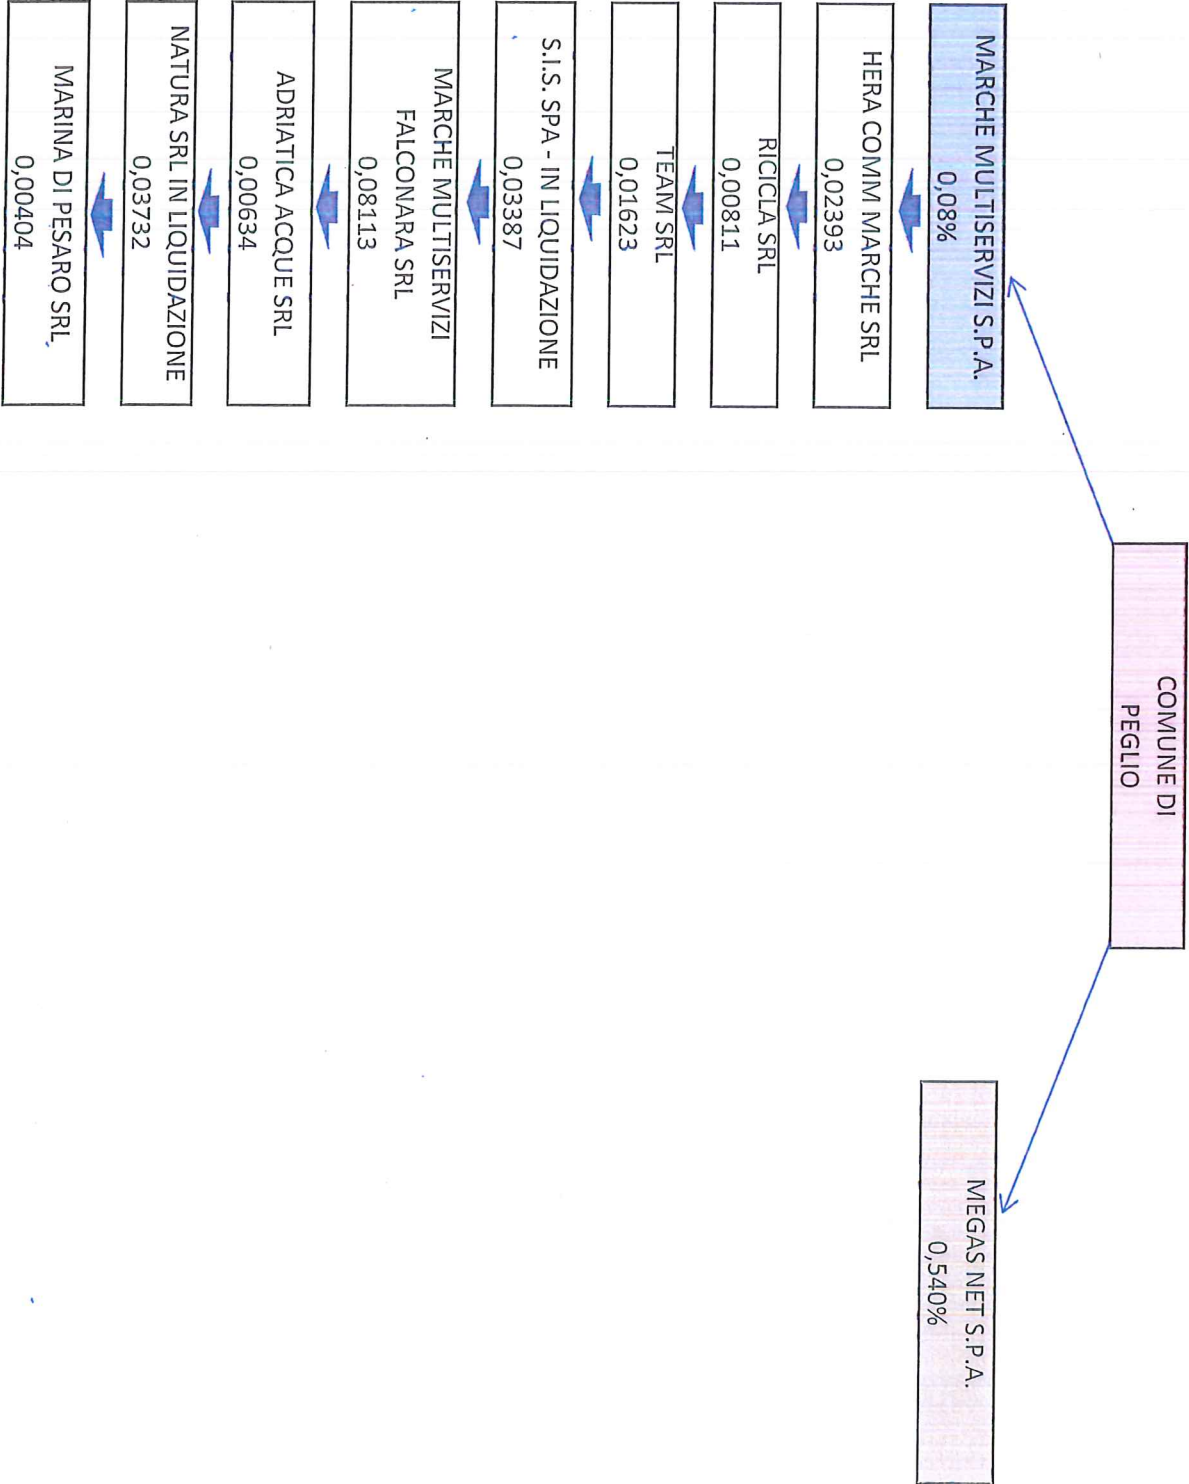 COMUNE DI
PEGLIO
MARCHE MULTISERVIZI S.P.A.
0,08%
HERA COMM MARCHE SRL
0,02393
RICICLA SRL
0,00811
TEAM SRL
0,01623
S.I.S. SPA - IN LIQUIDAZIONE
0,03387
MARCHE MULTISERVIZI
FALCONARA SRL
0,08113
ADRIATICA ACQUE SRL
0,00634
NATURA SRL IN LIQUIDAZIONE
0,03732
MARINA DI PESARO SRL
0,00404
MEGAS NET S.P.A.
0,540%